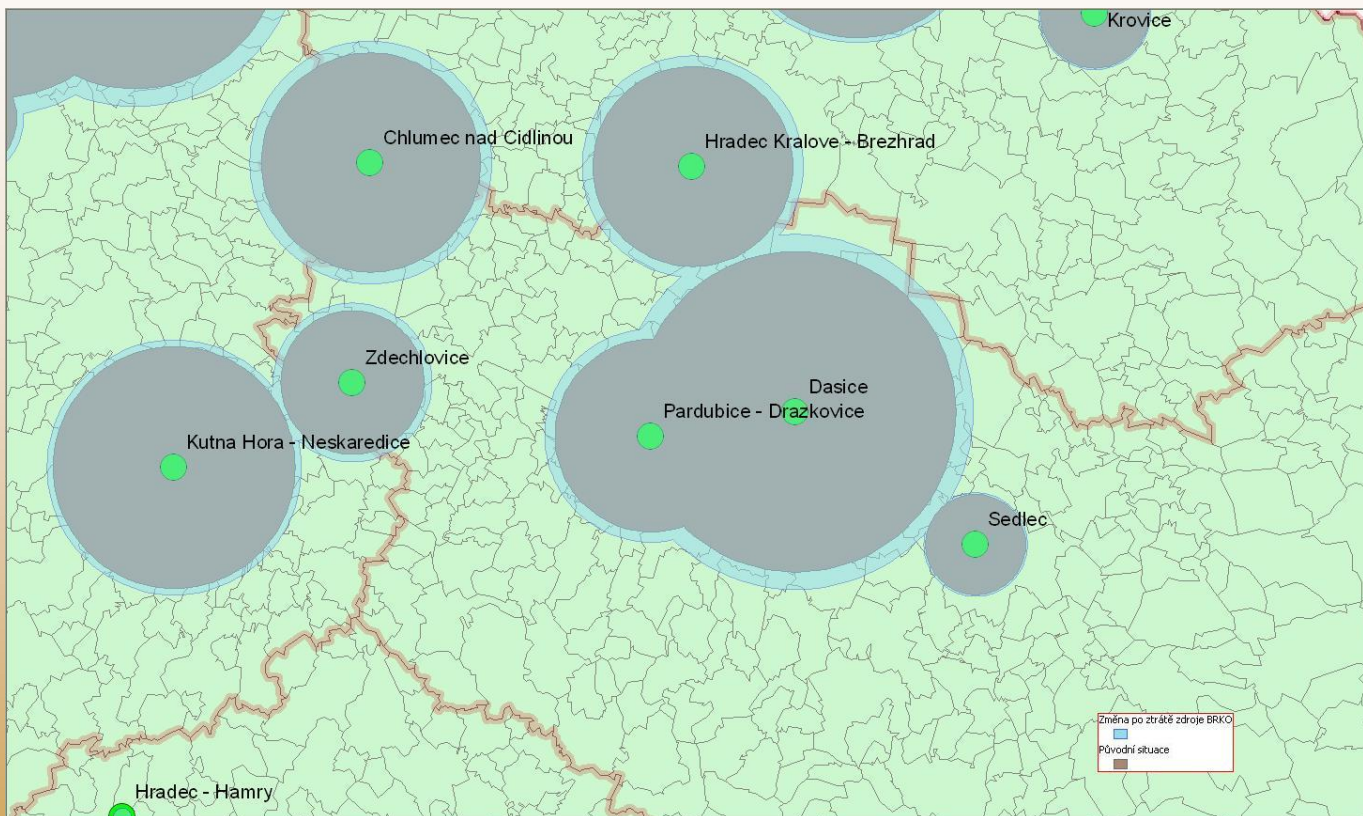 Krovice
Chlumec nad Cidlinou
Hradec Kralove - Brezhrad
Zdechlovice
Dasice
Pardubice - Drazkovice
Kutna Hora - Neskaredice
Sedlec
Změna po ztrátě zdroje BRKO
Původní situace
Hradec - Hamry